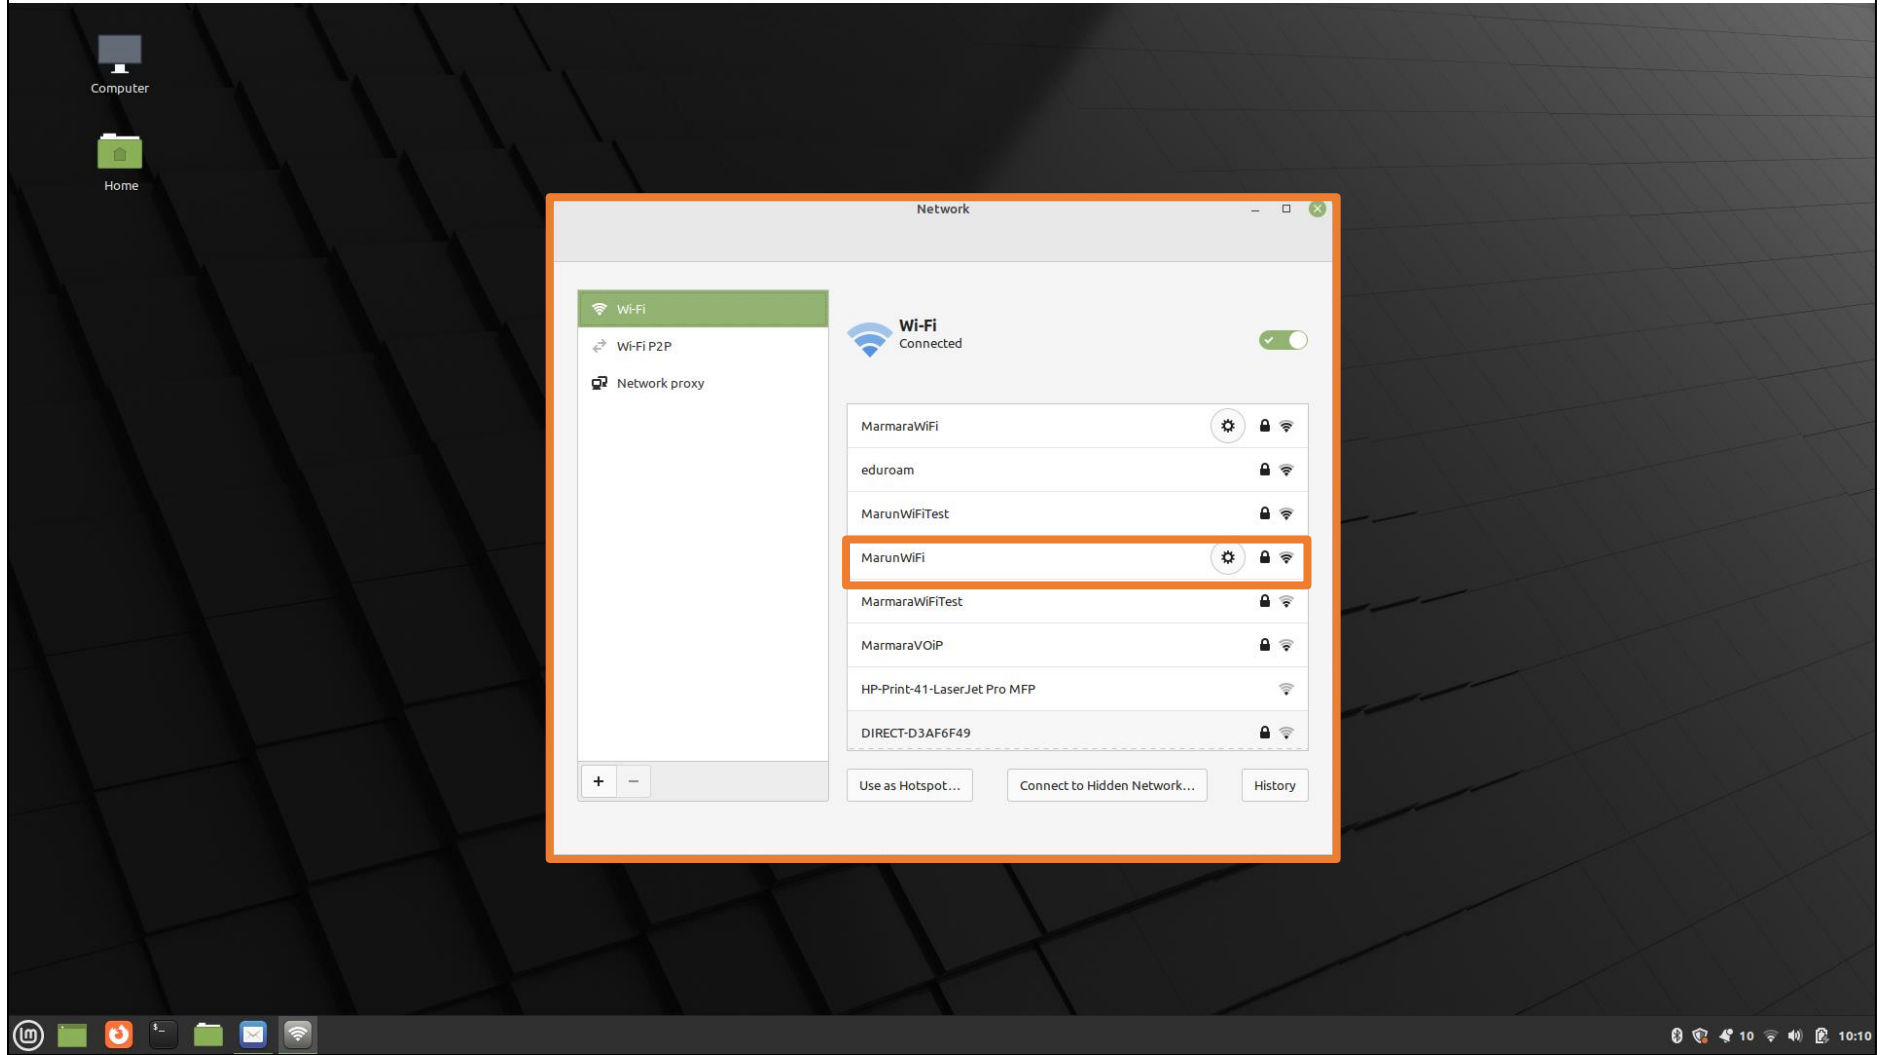 Computer
Home
Network
Wi-Fi
Wi-Fi P2P
Network proxy
Wi-Fi
Connected
MarmaraWiFi
eduroam
MarunWiFiTest
MarunWiFi
MarmaraWiFiTest
MarmaraVOiP
HP-Print-41-LaserJet Pro MFP
DIRECT-D3AF6F49
Use as Hotspot...
Connect to Hidden Network...
History
10
10:10